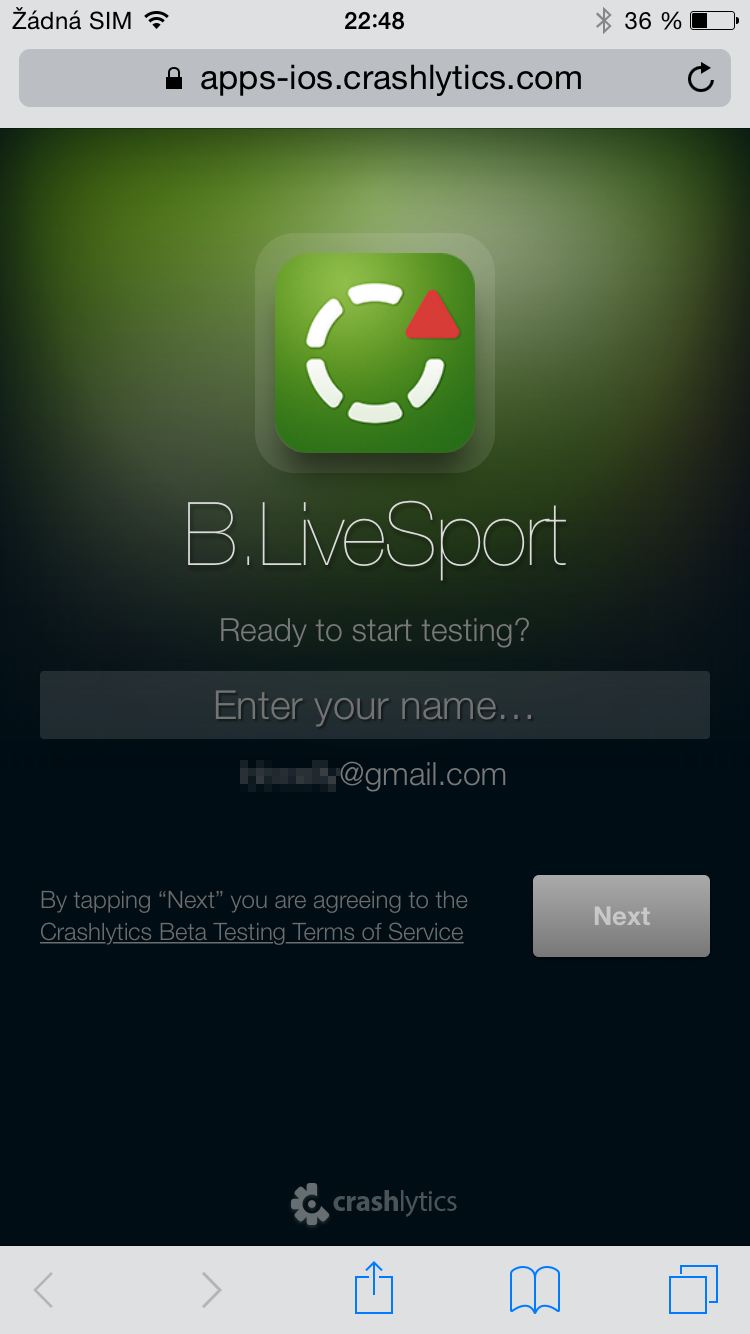 Žádná SIM 22:48 36 %
apps-ios.crashlytics.com
B.LiveSport
Ready to start testing?
Enter your name...
@gmail.com
By tapping “Next” you are agreeing to the
Crashlytics Beta Testing Terms of Service
Next
crashlytics